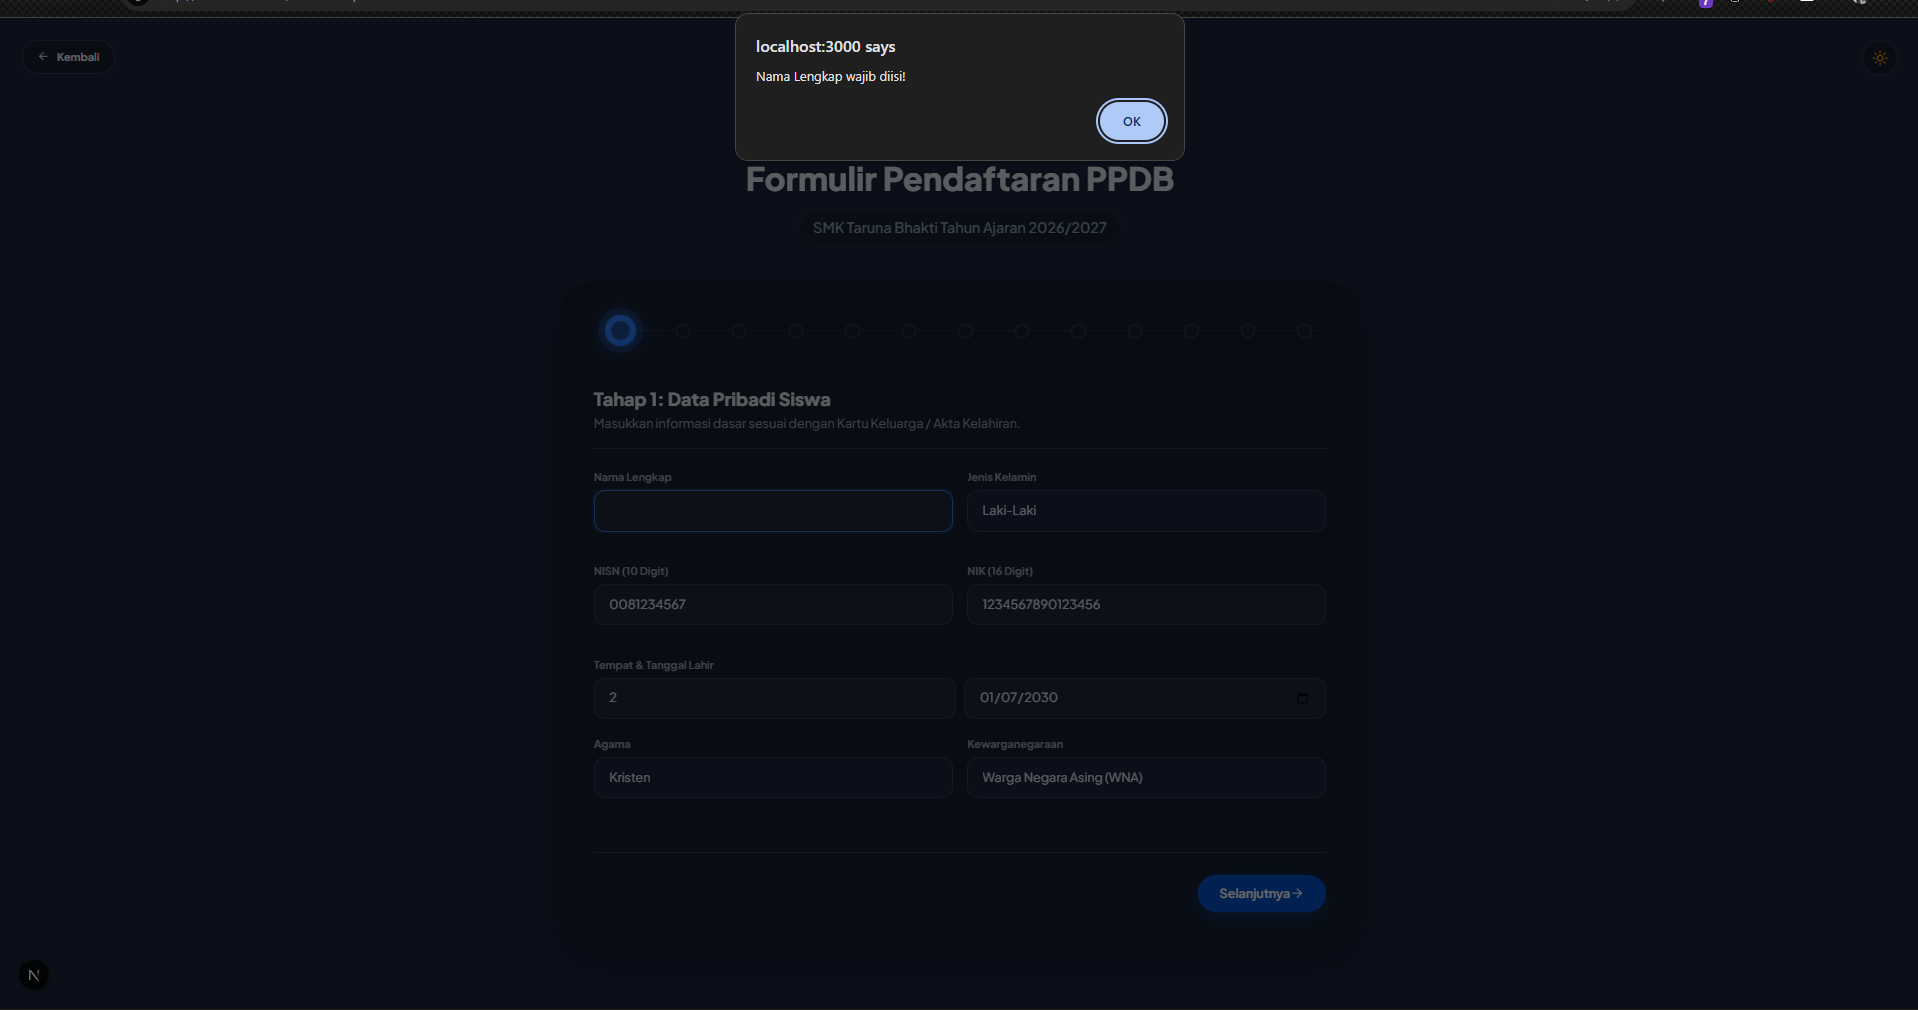 localhost:3000 says
Nama Lengkap wajib diisi!
OK
Kembali
Formulir Pendaftaran PPDB
SMK Taruna Bhakti Tahun Ajaran 2026/2027
Tahap 1: Data Pribadi Siswa
Masukkan informasi dasar sesuai dengan Kartu Keluarga / Akta Kelahiran.
Nama Lengkap
Jenis Kelamin
Laki-Laki
NISN (10 Digit)
NIK (16 Digit)
0081234567
1234567890123456
Tempat & Tanggal Lahir
2
01/07/2030
Agama
Kewarganegaraan
Kristen
Warga Negara Asing (WNA)
Selanjutnya
N